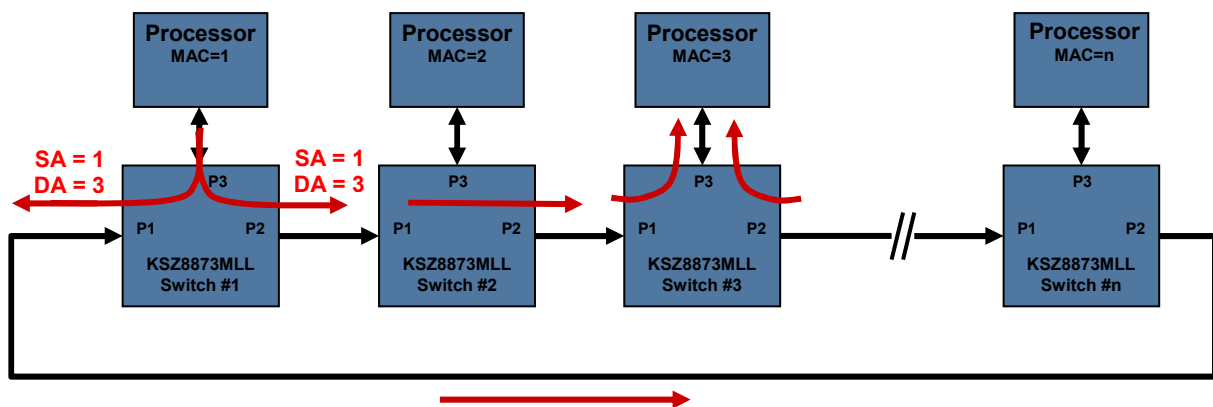 Processor
MAC=1
Processor
MAC=2
Processor
MAC=3
Processor
MAC=n
SA = 1
DA = 3
SA = 1
DA = 3
P3
P3
P3
P3
P1
P2
P1
P2
P1
P2
P1
P2
KSZ8873MLL
Switch #1
KSZ8873MLL
Switch #2
KSZ8873MLL
Switch #3
KSZ8873MLL
Switch #n